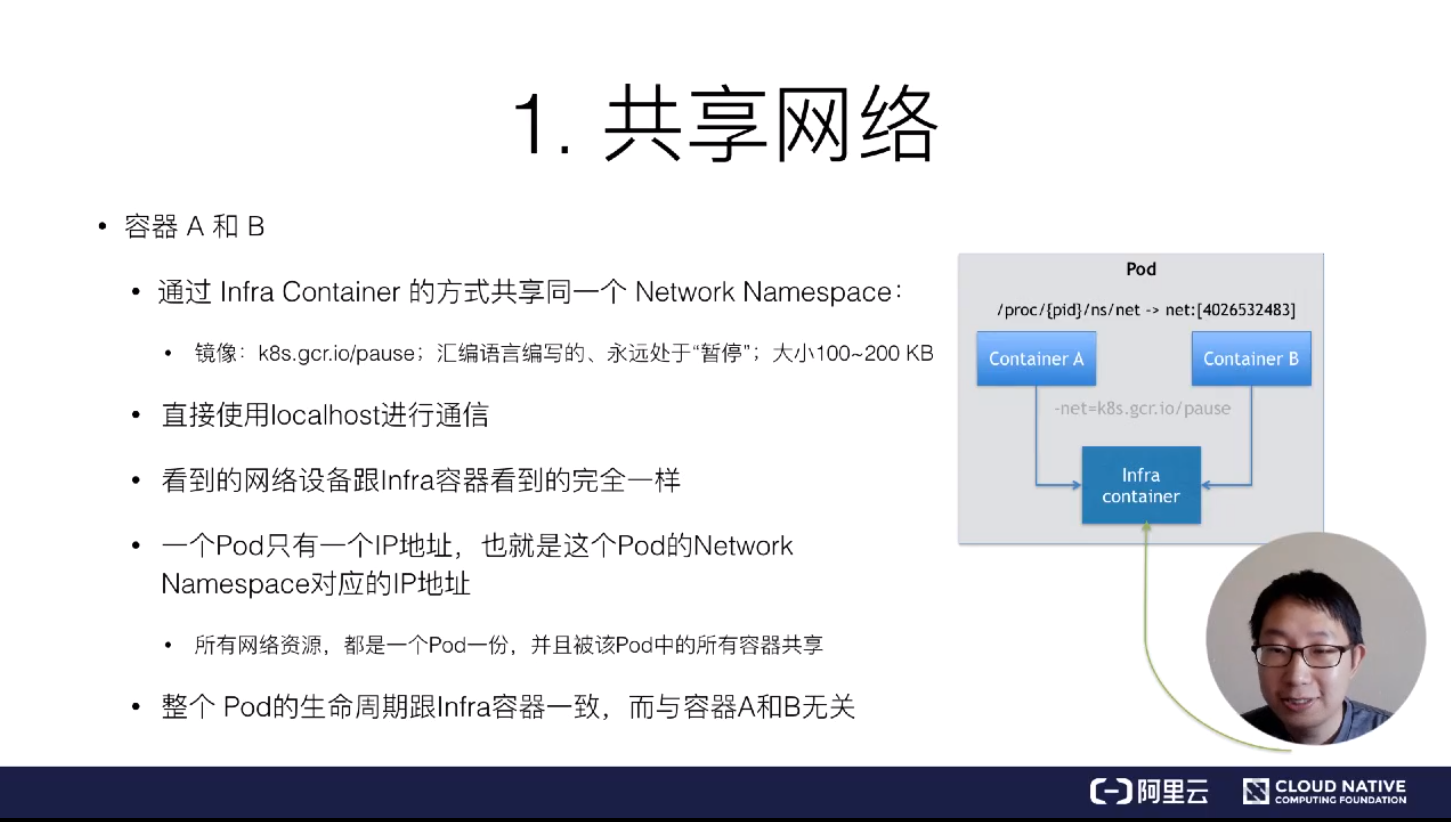 1. 共享网络
• 容器 A 和 B
• 通过 Infra Container 的方式共享同一个 Network Namespace：
• 镜像：k8s.gcr.io/pause；汇编语言编写的、永远处于“暂停”；大小100~200 KB
• 直接使用localhost进行通信
• 看到的网络设备跟Infra容器看到的完全一样
• 一个Pod只有一个IP地址，也就是这个Pod的Network
Namespace对应的IP地址
• 所有网络资源，都是一个Pod一份，并且被该Pod中的所有容器共享
• 整个 Pod的生命周期跟Infra容器一致，而与容器A和B无关
Pod
/proc/{pid}/ns/net -> net:[4026532483]
Container A
Container B
-net=k8s.gcr.io/pause
Infra
container
阿里云
CLOUD NATIVE
COMPUTING FOUNDATION